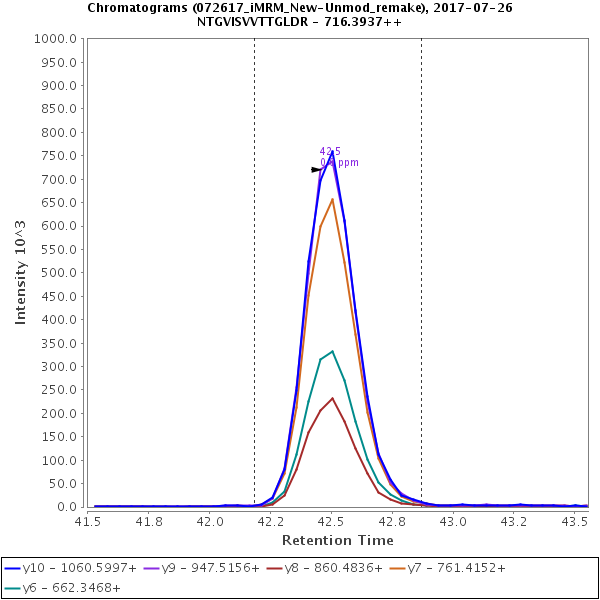 Chromatograms (072617_iMRM_New-Unmod_remake), 2017-07-26
NTGVISVVTTGLDR - 716.3937++
1000.0
950.0
900.0
850.0
800.0
750.0
700.0
650.0
600.0
550.0
500.0
450.0
400.0
350.0
300.0
250.0
200.0
150.0
100.0
50.0
0.0
Intensity 10^3
42.5
ppm
41.5 41.8 42.0 42.2 42.5 42.8 43.0 43.2 43.5
Retention Time
y10 - 1060.5997+ y9 - 947.5156+ y8 - 860.4836+ y7 - 761.4152+
y6 - 662.3468+